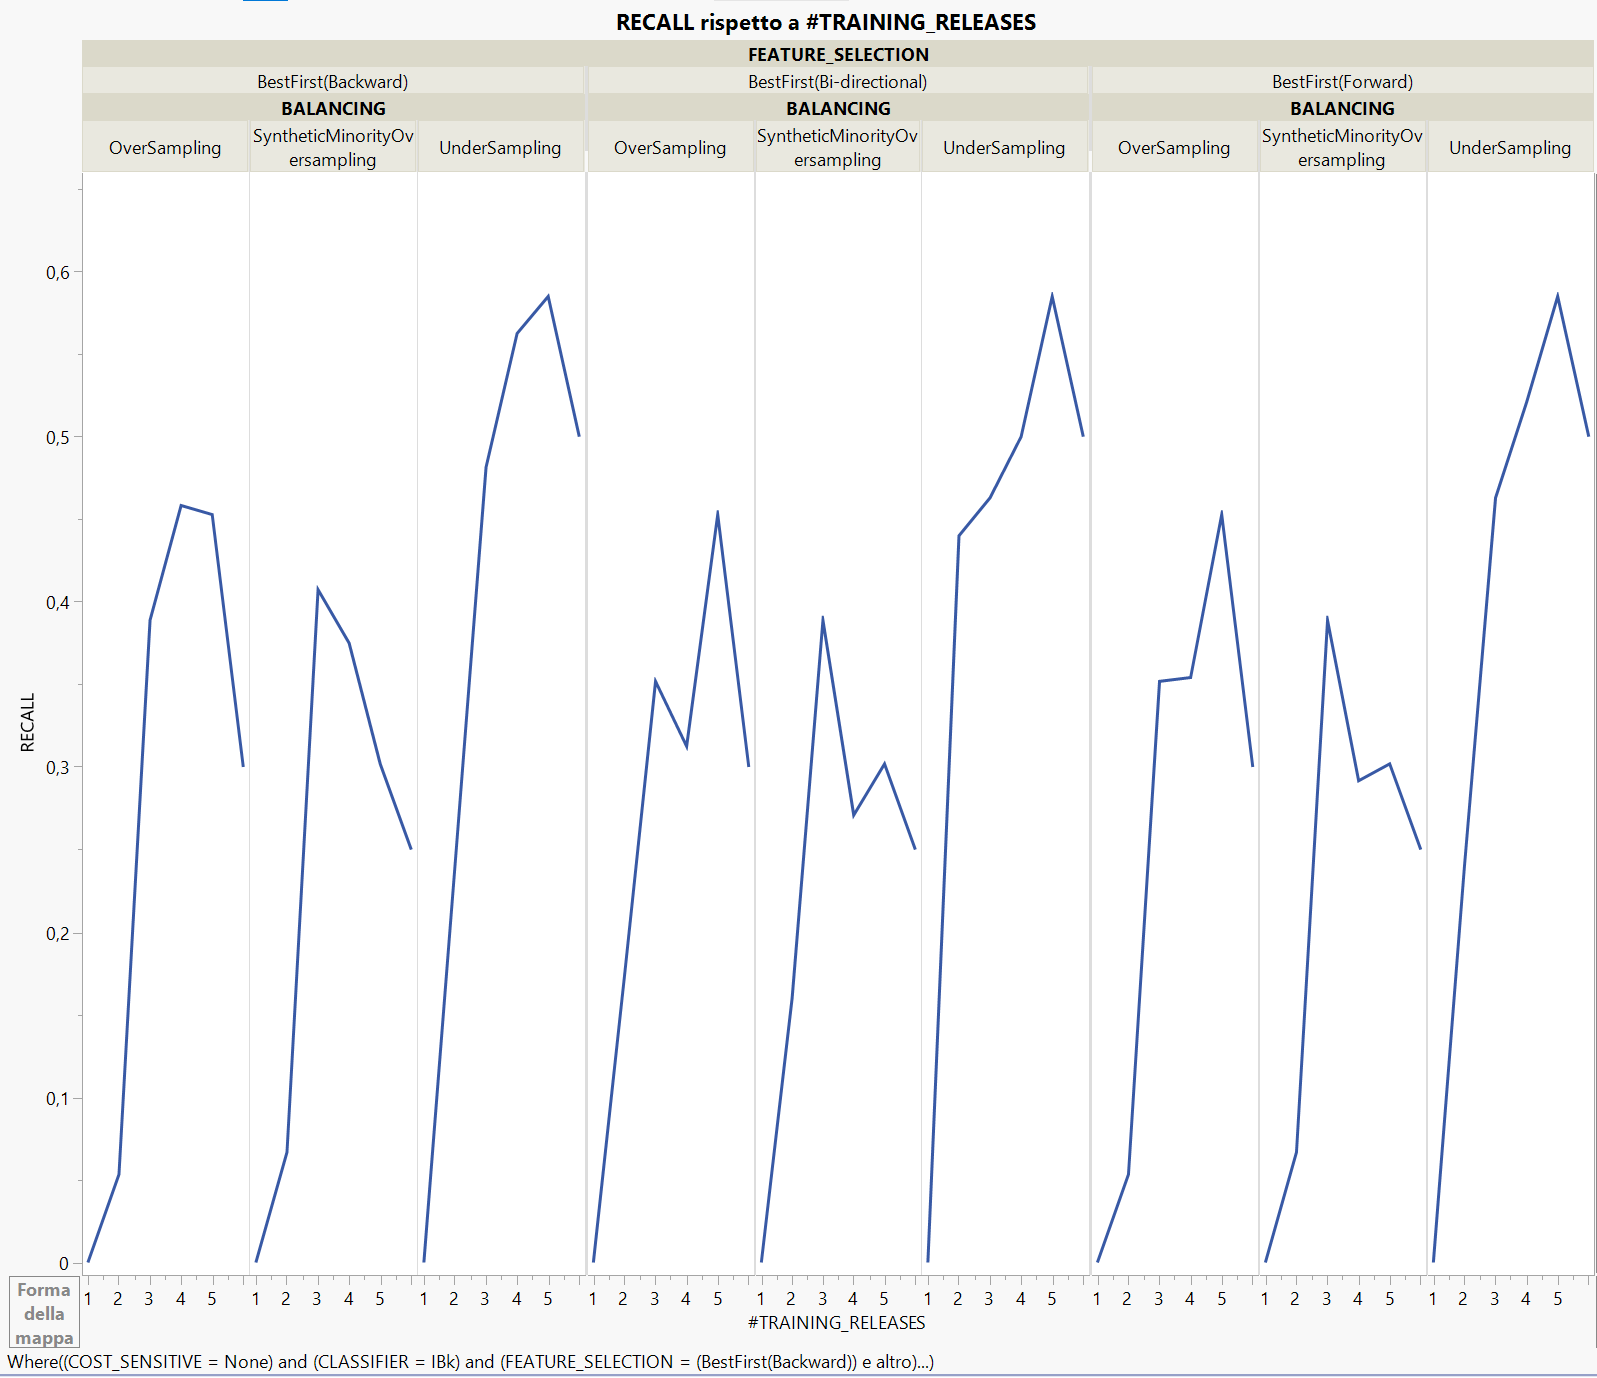 RECALL rispetto a #TRAINING_RELEASES
FEATURE_SELECTION
BestFirst(Backward) BestFirst(Bi-directional) BestFirst(Forward)
BALANCING BALANCING BALANCING
OverSampling SyntheticMinorityOv ersampling UnderSampling OverSampling SyntheticMinorityOv ersampling UnderSampling OverSampling SyntheticMinorityOv ersampling UnderSampling
0,6
0,5
0,4
0,3
0,2
0,1
0
RECALL
1 2 3 4 5 1 2 3 4 5 1 2 3 4 5 1 2 3 4 5 1 2 3 4 5 1 2 3 4 5 1 2 3 4 5 1 2 3 4 5 1 2 3 4 5
#TRAINING_RELEASES
Forma
della
mappa
Where((COST_SENSITIVE = None) and (CLASSIFIER = IBk) and (FEATURE_SELECTION = (BestFirst(Backward)) e altro)...)